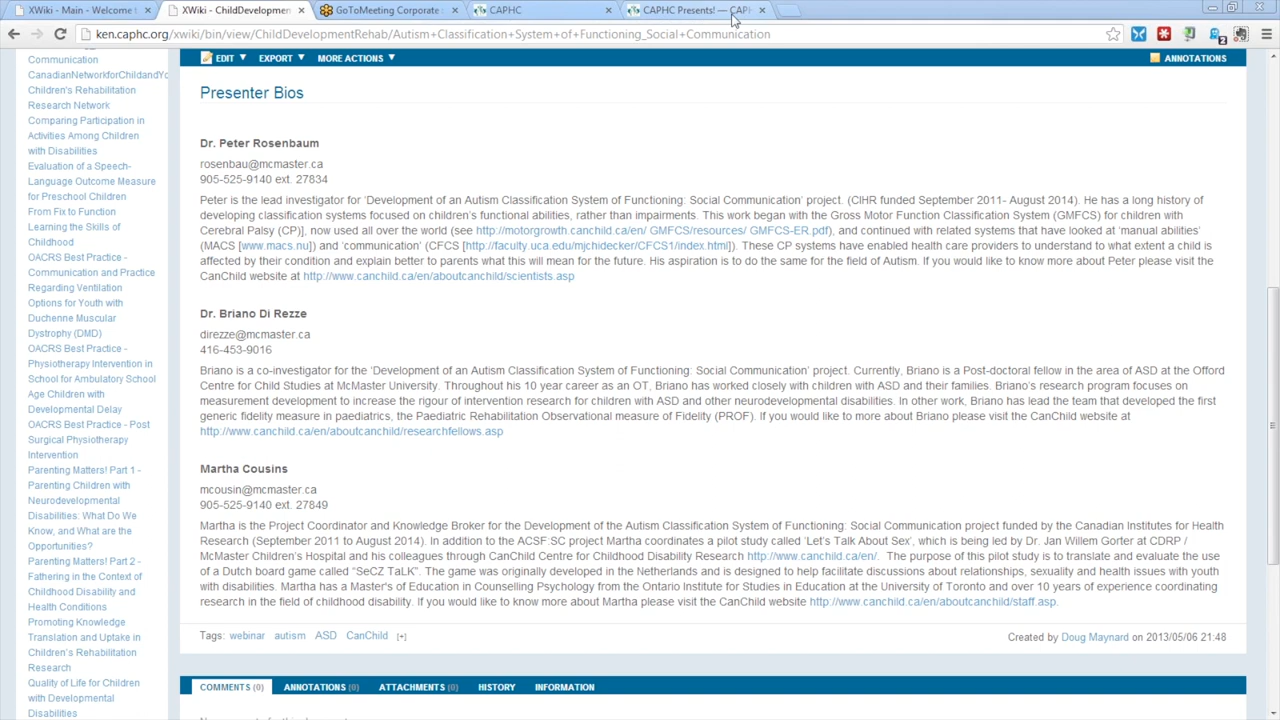 XWiki - Main - Welcome
XWiki - ChildDevelopmen
GoToMeeting Corporate
CAPHC
CAPHC Presents! — CAPH
ken.caphc.org/xwiki/bin/view/ChildDevelopmentRehab/Autism+Classification+System+of+Functioning_Social+Communication
2
EDIT
EXPORT
MORE ACTIONS
ANNOTATIONS
Communication
CanadianNetworkforChildandYo
Children's Rehabilitation
Research Network
Comparing Participation in
Activities Among Children
with Disabilities
Evaluation of a Speech-
Language Outcome Measure
for Preschool Children
From Fix to Function
Learning the Skills of
Childhood
OACRS Best Practice -
Communication and Practice
Regarding Ventilation
Options for Youth with
Duchenne Muscular
Dystrophy (DMD)
OACRS Best Practice -
Physiotherapy Intervention in
School for Ambulatory School
Age Children with
Developmental Delay
OACRS Best Practice - Post
Surgical Physiotherapy
Intervention
Parenting Matters! Part 1 -
Parenting Children with
Neurodevelopmental
Disabilities: What Do We
Know, and What are the
Opportunities?
Parenting Matters! Part 2 -
Fathering in the Context of
Childhood Disability and
Health Conditions
Promoting Knowledge
Translation and Uptake in
Children's Rehabilitation
Research
Quality of Life for Children
with Developmental
Disabilities
Presenter Bios
Dr. Peter Rosenbaum
rosenbau@mcmaster.ca
905-525-9140 ext. 27834
Peter is the lead investigator for 'Development of an Autism Classification System of Functioning: Social Communication' project. (CIHR funded September 2011- August 2014). He has a long history of
developing classification systems focused on children's functional abilities, rather than impairments. This work began with the Gross Motor Function Classification System (GMFCS) for children with
Cerebral Palsy (CP)], now used all over the world (see http://motorgrowth.canchild.ca/en/ GMFCS/resources/ GMFCS-ER.pdf), and continued with related systems that have looked at 'manual abilities'
(MACS [www.macs.nu]) and 'communication' (CFCS [http://faculty.uca.edu/mjchidecker/CFCS1/index.html]). These CP systems have enabled health care providers to understand to what extent a child is
affected by their condition and explain better to parents what this will mean for the future. His aspiration is to do the same for the field of Autism. If you would like to know more about Peter please visit the
CanChild website at http://www.canchild.ca/en/aboutcanchild/scientists.asp
Dr. Briano Di Rezze
direzze@mcmaster.ca
416-453-9016
Briano is a co-investigator for the 'Development of an Autism Classification System of Functioning: Social Communication' project. Currently, Briano is a Post-doctoral fellow in the area of ASD at the Offord
Centre for Child Studies at McMaster University. Throughout his 10 year career as an OT, Briano has worked closely with children with ASD and their families. Briano's research program focuses on
measurement development to increase the rigour of intervention research for children with ASD and other neurodevelopmental disabilities. In other work, Briano has lead the team that developed the first
generic fidelity measure in paediatrics, the Paediatric Rehabilitation Observational measure of Fidelity (PROF). If you would like to more about Briano please visit the CanChild website at
http://www.canchild.ca/en/aboutcanchild/researchfellows.asp
Martha Cousins
mcousin@mcmaster.ca
905-525-9140 ext. 27849
Martha is the Project Coordinator and Knowledge Broker for the Development of the Autism Classification System of Functioning: Social Communication project funded by the Canadian Institutes for Health
Research (September 2011 to August 2014). In addition to the ACSF:SC project Martha coordinates a pilot study called 'Let's Talk About Sex', which is being led by Dr. Jan Willem Gorter at CDRP /
McMaster Children's Hospital and his colleagues through CanChild Centre for Childhood Disability Research http://www.canchild.ca/en/. The purpose of this pilot study is to translate and evaluate the use
of a Dutch board game called "SeCZ TaLK". The game was originally developed in the Netherlands and is designed to help facilitate discussions about relationships, sexuality and health issues with youth
with disabilities. Martha has a Master's of Education in Counselling Psychology from the Ontario Institute for Studies in Education at the University of Toronto and over 10 years of experience coordinating
research in the field of childhood disability. If you would like to know more about Martha please visit the CanChild website http://www.canchild.ca/en/aboutcanchild/staff.asp.
Tags: webinar autism ASD CanChild [+]
Created by Doug Maynard on 2013/05/06 21:48
COMMENTS (0)
ANNOTATIONS (0)
ATTACHMENTS (0)
HISTORY
INFORMATION